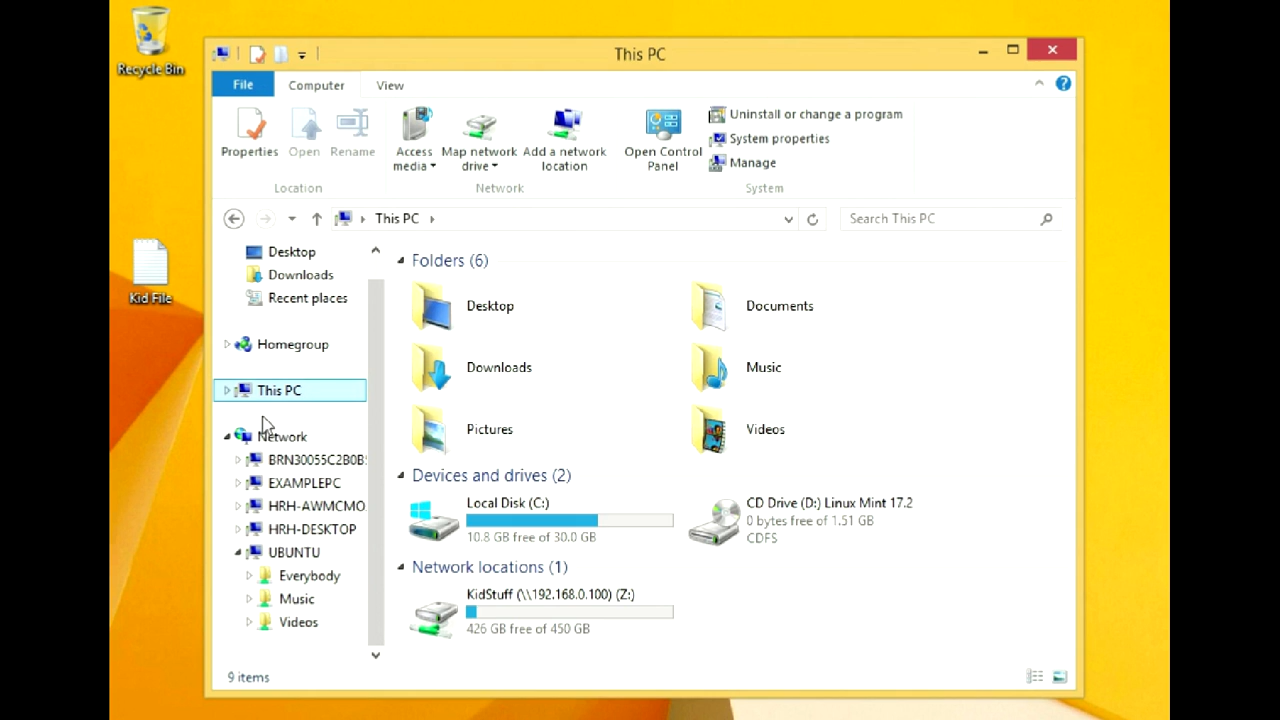 Recycle Bin
Kid File
This PC
File
Computer
View
Properties
Open
Rename
Access media
Map network drive
Add a network location
Open Control Panel
Uninstall or change a program
System properties
Manage
Location
Network
System
This PC
Search This PC
Desktop
Downloads
Recent places
Homegroup
This PC
Network
BRN30055C2B0B
EXAMPLEPC
HRH-AWMCMO
HRH-DESKTOP
UBUNTU
Everybody
Music
Videos
Folders (6)
Desktop
Documents
Downloads
Music
Pictures
Videos
Devices and drives (2)
Local Disk (C:)
10.8 GB free of 30.0 GB
CD Drive (D:) Linux Mint 17.2
0 bytes free of 1.51 GB
CDFS
Network locations (1)
KidStuff (\\192.168.0.100) (Z:)
426 GB free of 450 GB
9 items